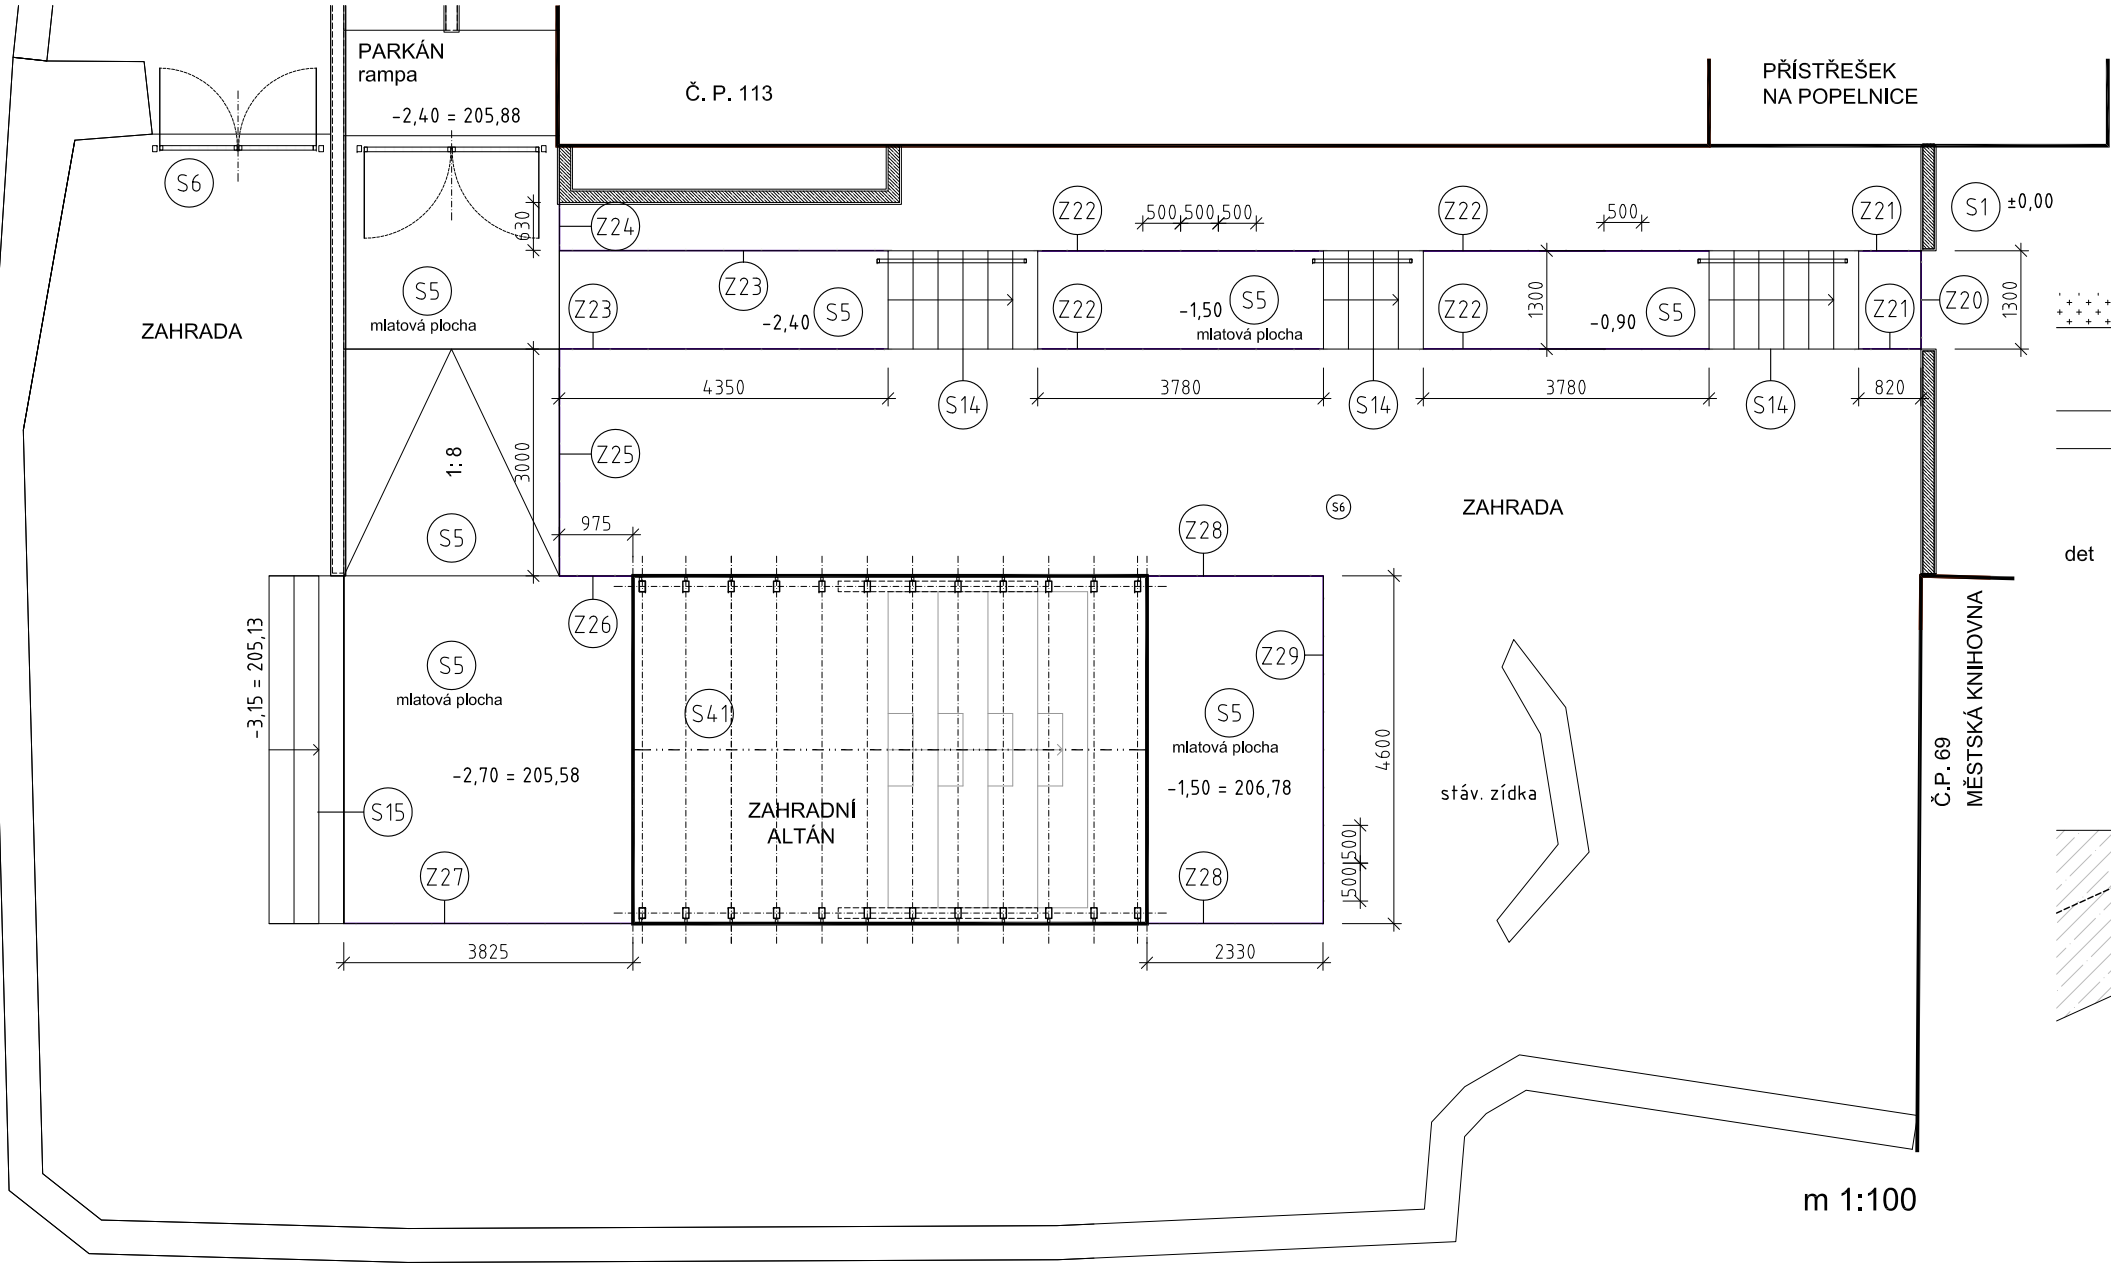 PARKÁN
rampa
-2,40 = 205,88
Č. P. 113
PŘÍSTŘEŠEK
NA POPELNICE
S6
630
Z24
Z22
500 500 500
Z22
500
Z21
S1
±0,00
S5
mlatová plocha
Z23
Z23
-2,40
S5
Z22
-1,50
S5
mlatová plocha
Z22
1300
-0,90
S5
Z21
Z20
1300
ZAHRADA
4350
S14
3780
S14
3780
S14
820
1:8
3000
Z25
S5
975
Z28
S6
ZAHRADA
det
-3,15 = 205,13
Z26
S5
mlatová plocha
S41
Z29
S5
mlatová plocha
4600
-2,70 = 205,58
-1,50 = 206,78
stáv. zídka
Č.P. 69
MĚSTSKÁ KNIHOVNA
S15
ZAHRADNÍ
ALTÁN
500 500
Z27
Z28
3825
2330
m 1:100